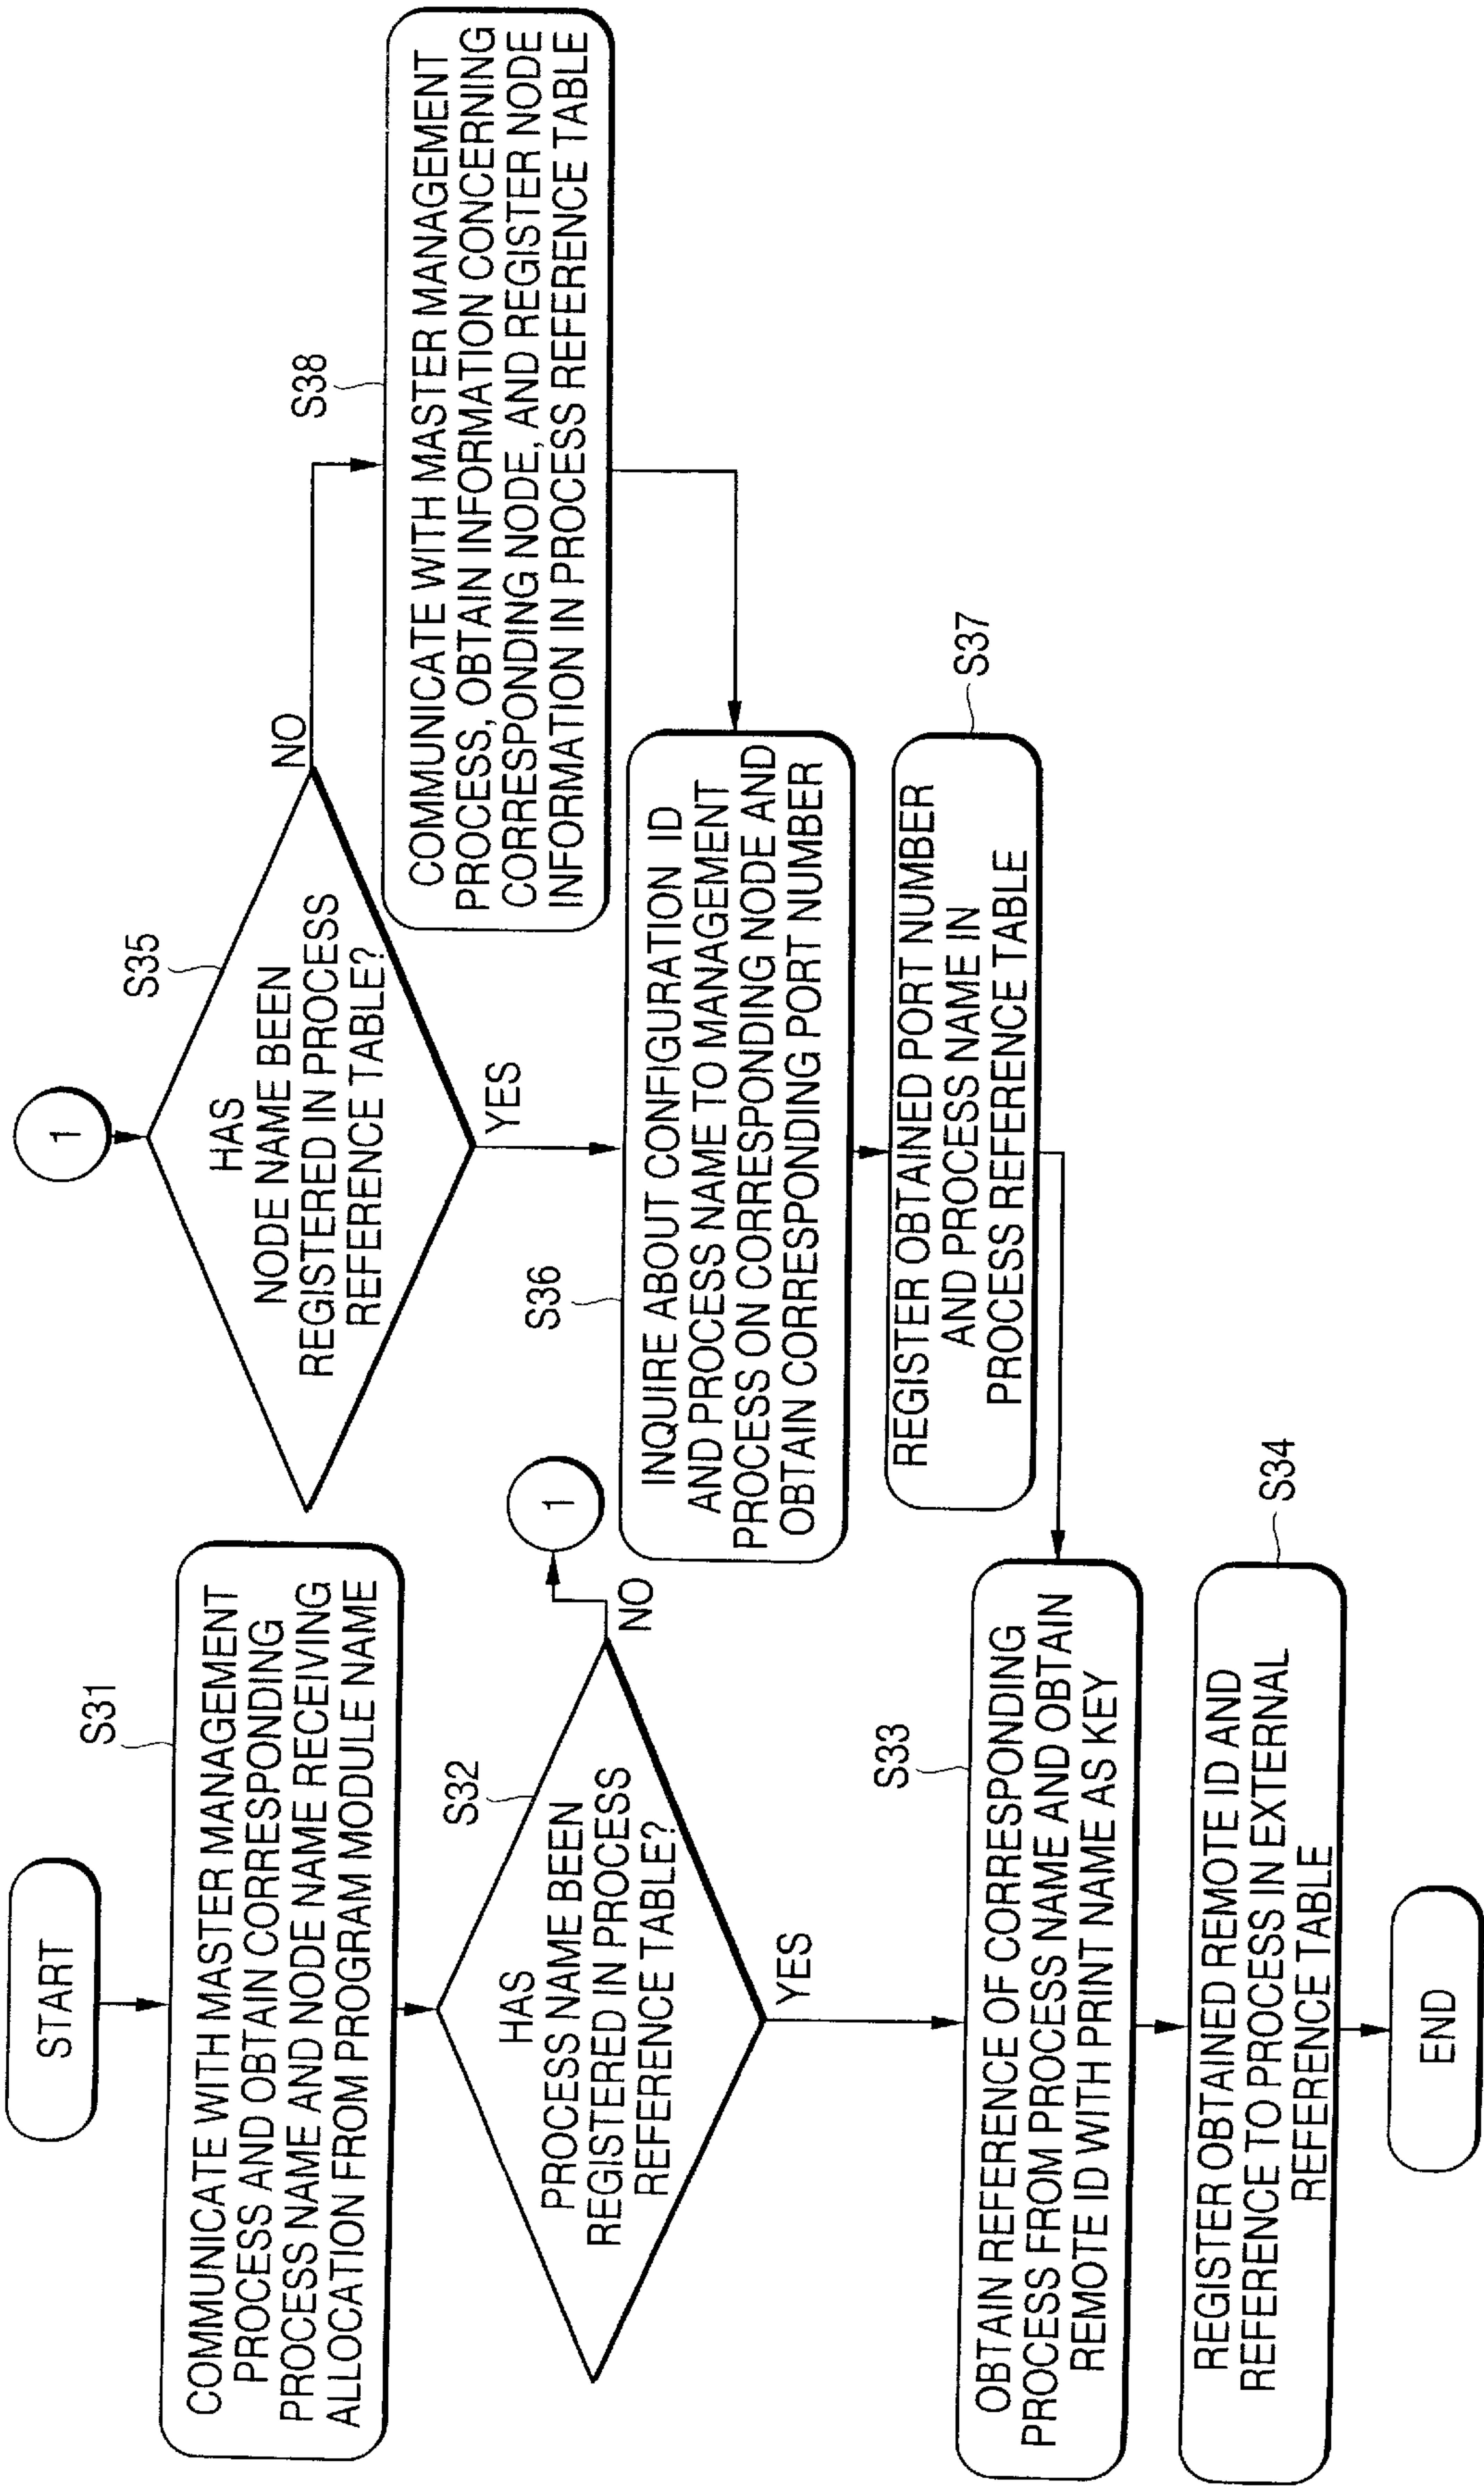 START
S31
COMMUNICATE WITH MASTER MANAGEMENT
PROCESS AND OBTAIN CORRESPONDING
PROCESS NAME AND NODE NAME RECEIVING
ALLOCATION FROM PROGRAM MODULE NAME
S32
HAS
PROCESS NAME BEEN
REGISTERED IN PROCESS
REFERENCE TABLE?
NO
1
YES
S33
OBTAIN REFERENCE OF CORRESPONDING
PROCESS FROM PROCESS NAME AND OBTAIN
REMOTE ID WITH PRINT NAME AS KEY
S34
REGISTER OBTAINED REMOTE ID AND
REFERENCE TO PROCESS IN EXTERNAL
REFERENCE TABLE
END
1
S35
HAS
NODE NAME BEEN
REGISTERED IN PROCESS
REFERENCE TABLE?
NO
YES
S38
COMMUNICATE WITH MASTER MANAGEMENT
PROCESS, OBTAIN INFORMATION CONCERNING
CORRESPONDING NODE, AND REGISTER NODE
INFORMATION IN PROCESS REFERENCE TABLE
S36
INQUIRE ABOUT CONFIGURATION ID
AND PROCESS NAME TO MANAGEMENT
PROCESS ON CORRESPONDING NODE AND
OBTAIN CORRESPONDING PORT NUMBER
S37
REGISTER OBTAINED PORT NUMBER
AND PROCESS NAME IN
PROCESS REFERENCE TABLE